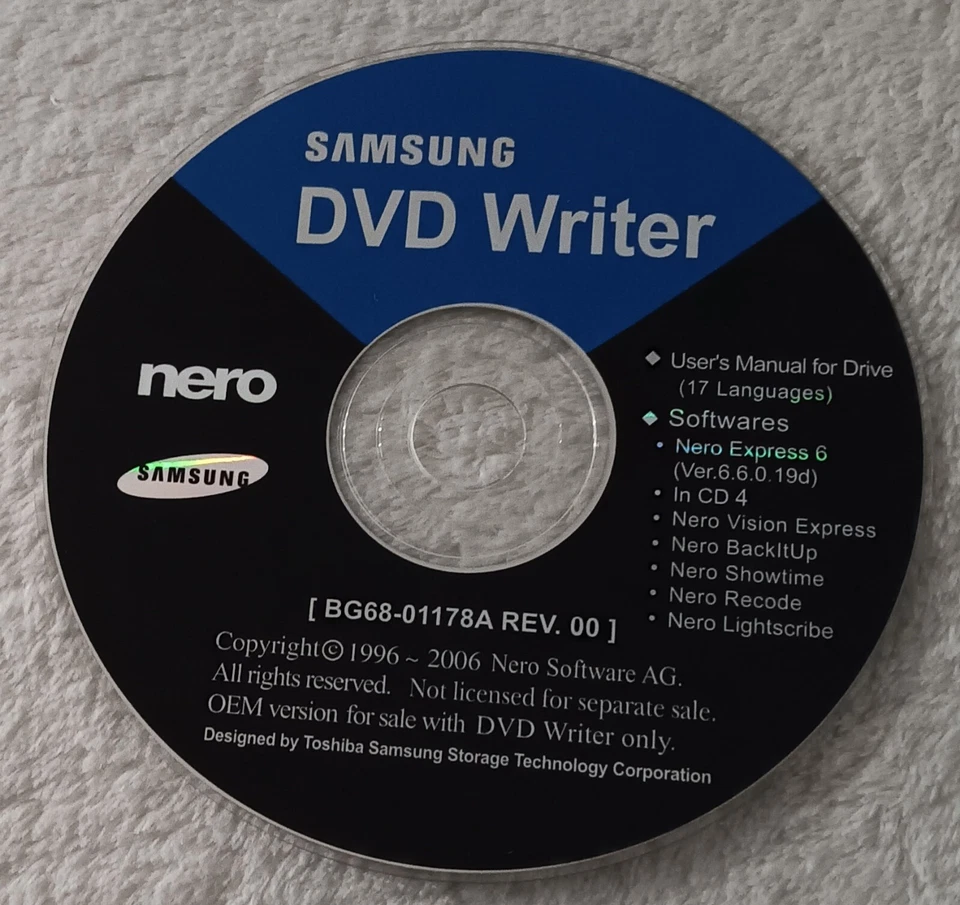 SAMSUNG
DVD Writer
nero
SAMSUNG
◆ User's Manual for Drive
(17 Languages)
◆ Softwares
• Nero Express 6
(Ver.6.6.0.19d)
• In CD 4
• Nero Vision Express
• Nero BackItUp
• Nero Showtime
• Nero Recode
• Nero Lightscribe
[ BG68-01178A REV. 00 ]
Copyright© 1996 ~ 2006 Nero Software AG.
All rights reserved. Not licensed for separate sale.
OEM version for sale with DVD Writer only.
Designed by Toshiba Samsung Storage Technology Corporation